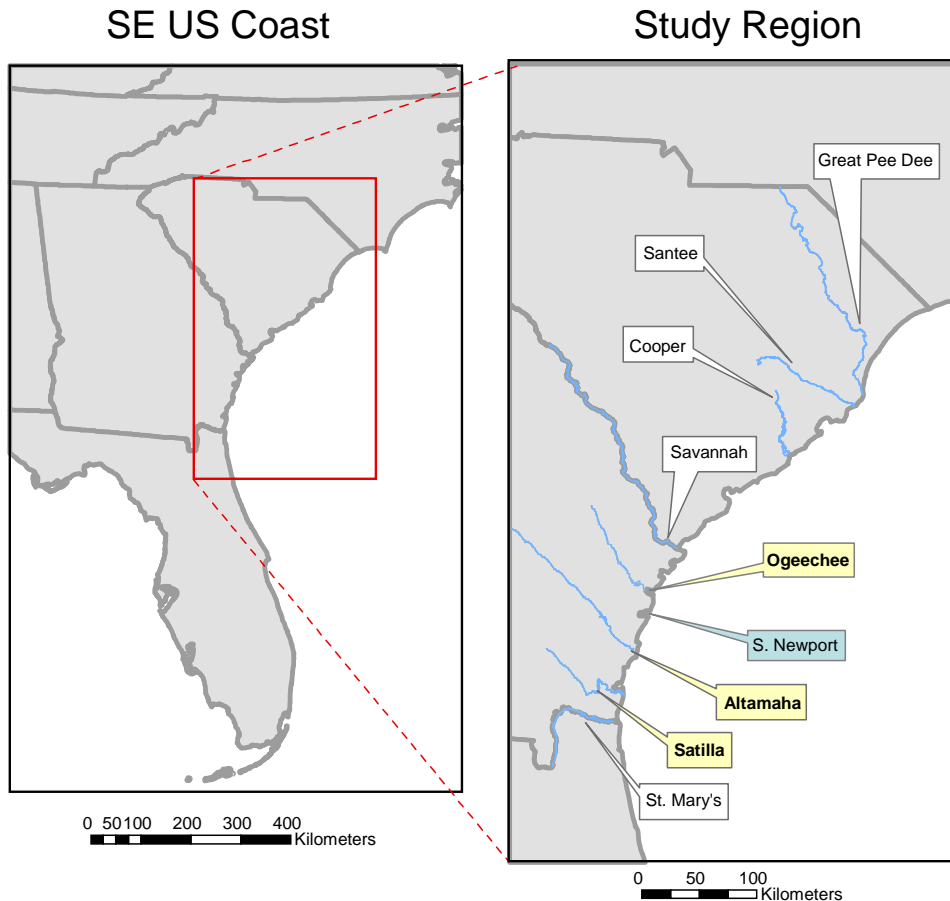 SE US Coast
Study Region
Great Pee Dee
Santee
Cooper
Savannah
Ogeechee
S. Newport
Altamaha
Satilla
St. Mary's
0 50100 200 300 400
Kilometers
0 50 100
Kilometers